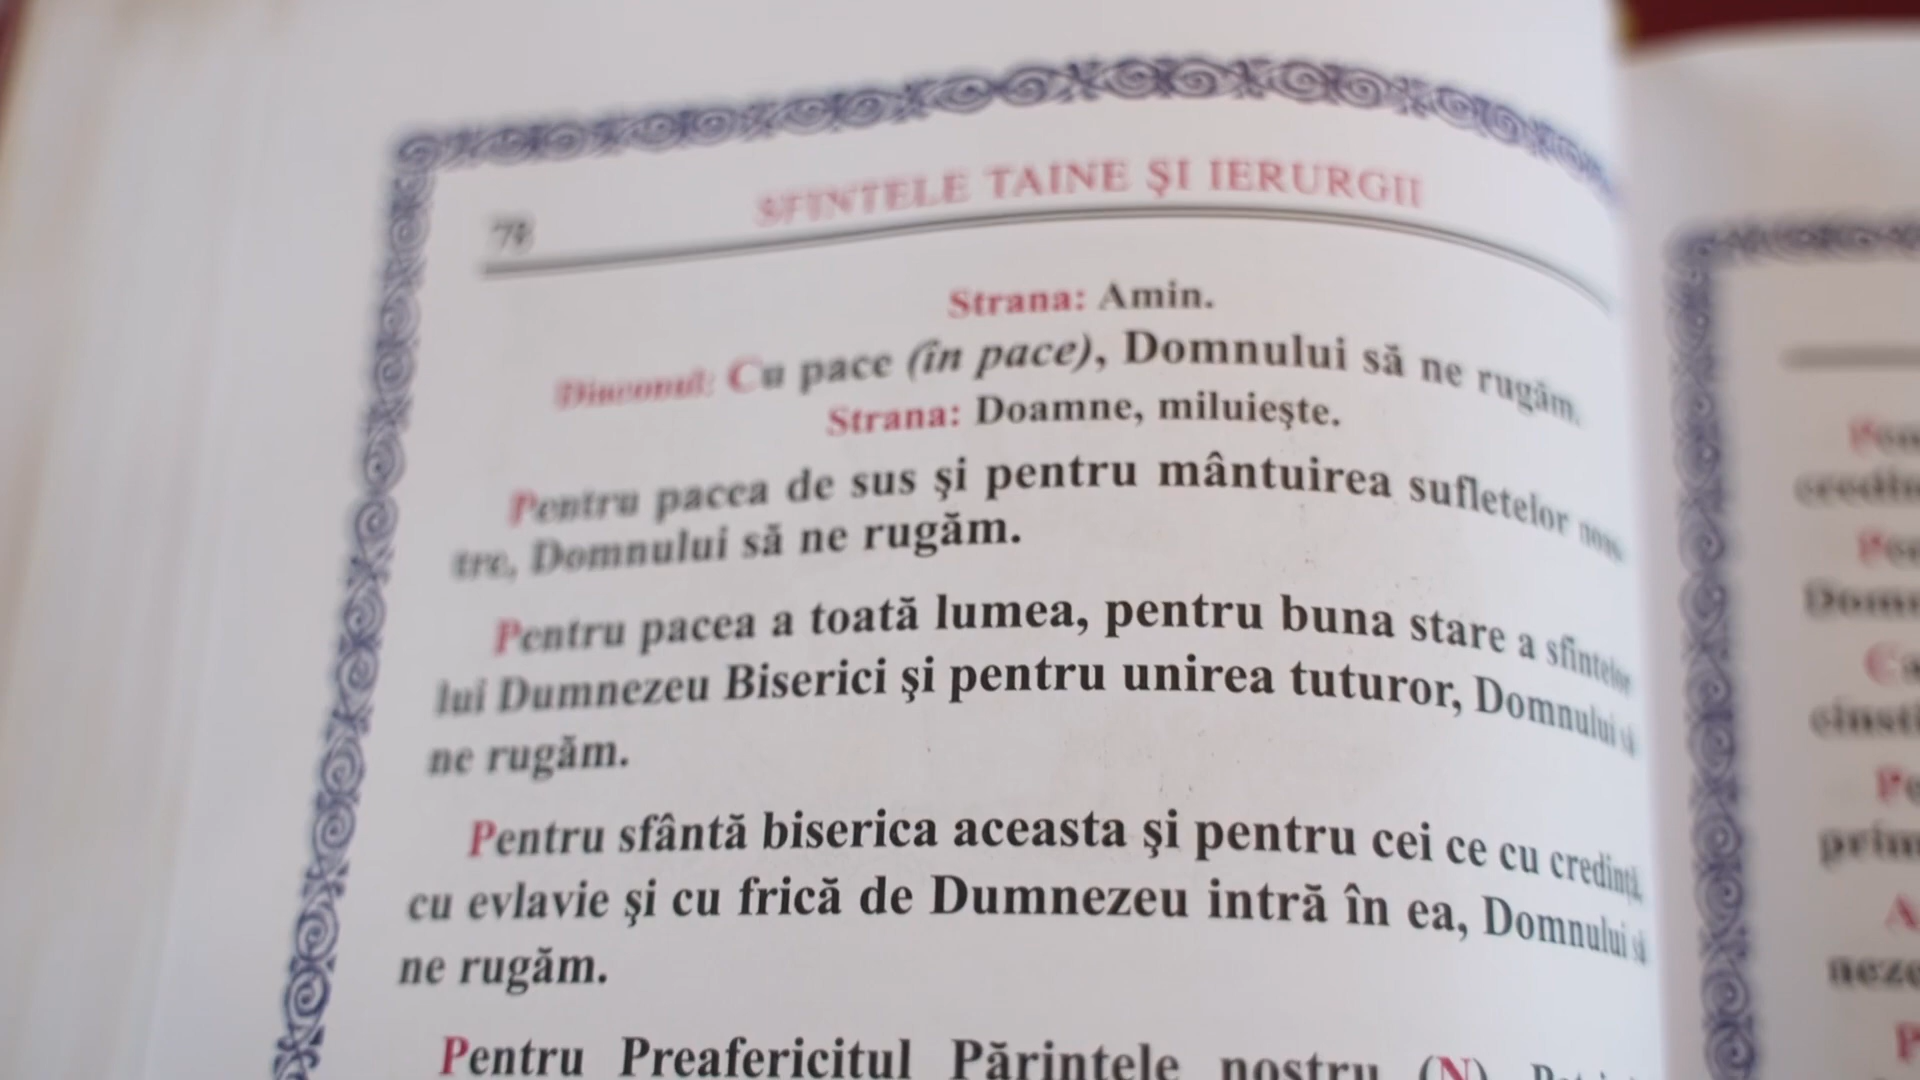 78
SFINTELE TAINE ŞI IERURGII
Strana: Amin.
Diaconul: Cu pace (în pace), Domnului să ne rugăm.
Strana: Doamne, miluieşte.
Pentru pacea de sus şi pentru mântuirea sufletelor noas-
tre, Domnului să ne rugăm.
Pentru pacea a toată lumea, pentru buna stare a sfintelor
lui Dumnezeu Biserici şi pentru unirea tuturor, Domnului să
ne rugăm.
Pentru sfântă biserica aceasta şi pentru cei ce cu credinţă,
cu evlavie şi cu frică de Dumnezeu intră în ea, Domnului să
ne rugăm.
Pentru Preafericitul Părintele nostru (N)